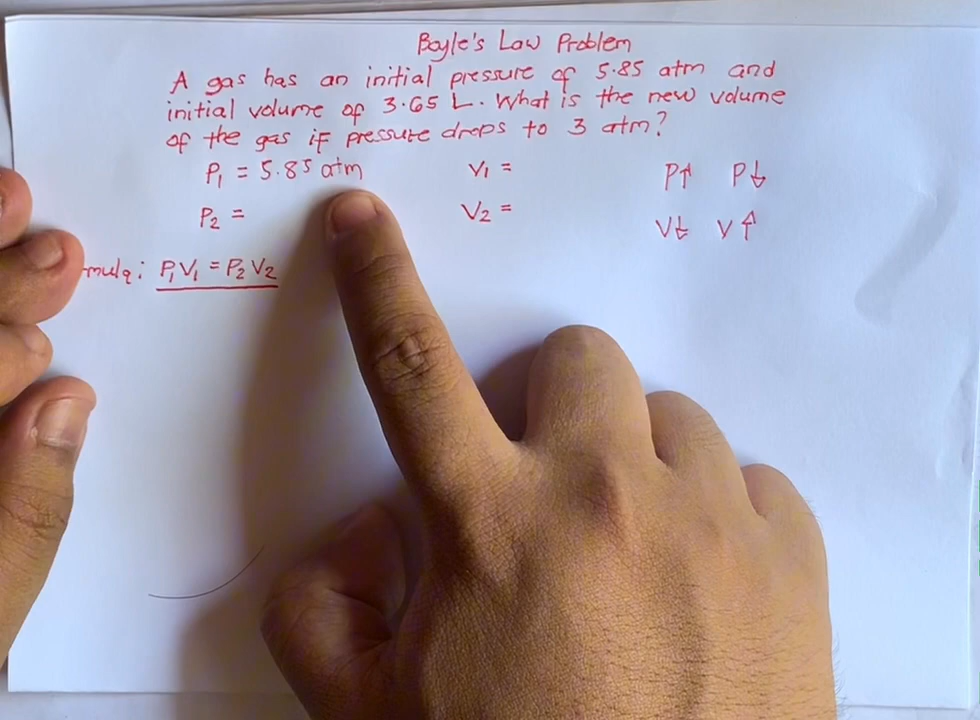 Boyle's Law Problem
A gas has an initial pressure of 5.85 atm and
initial volume of 3.65 L. What is the new volume
of the gas if pressure drops to 3 atm?
P₁ = 5.85 atm V₁ = P↑ P↓
P₂ = V₂ = V↓ V↑
mula: P₁V₁ = P₂V₂